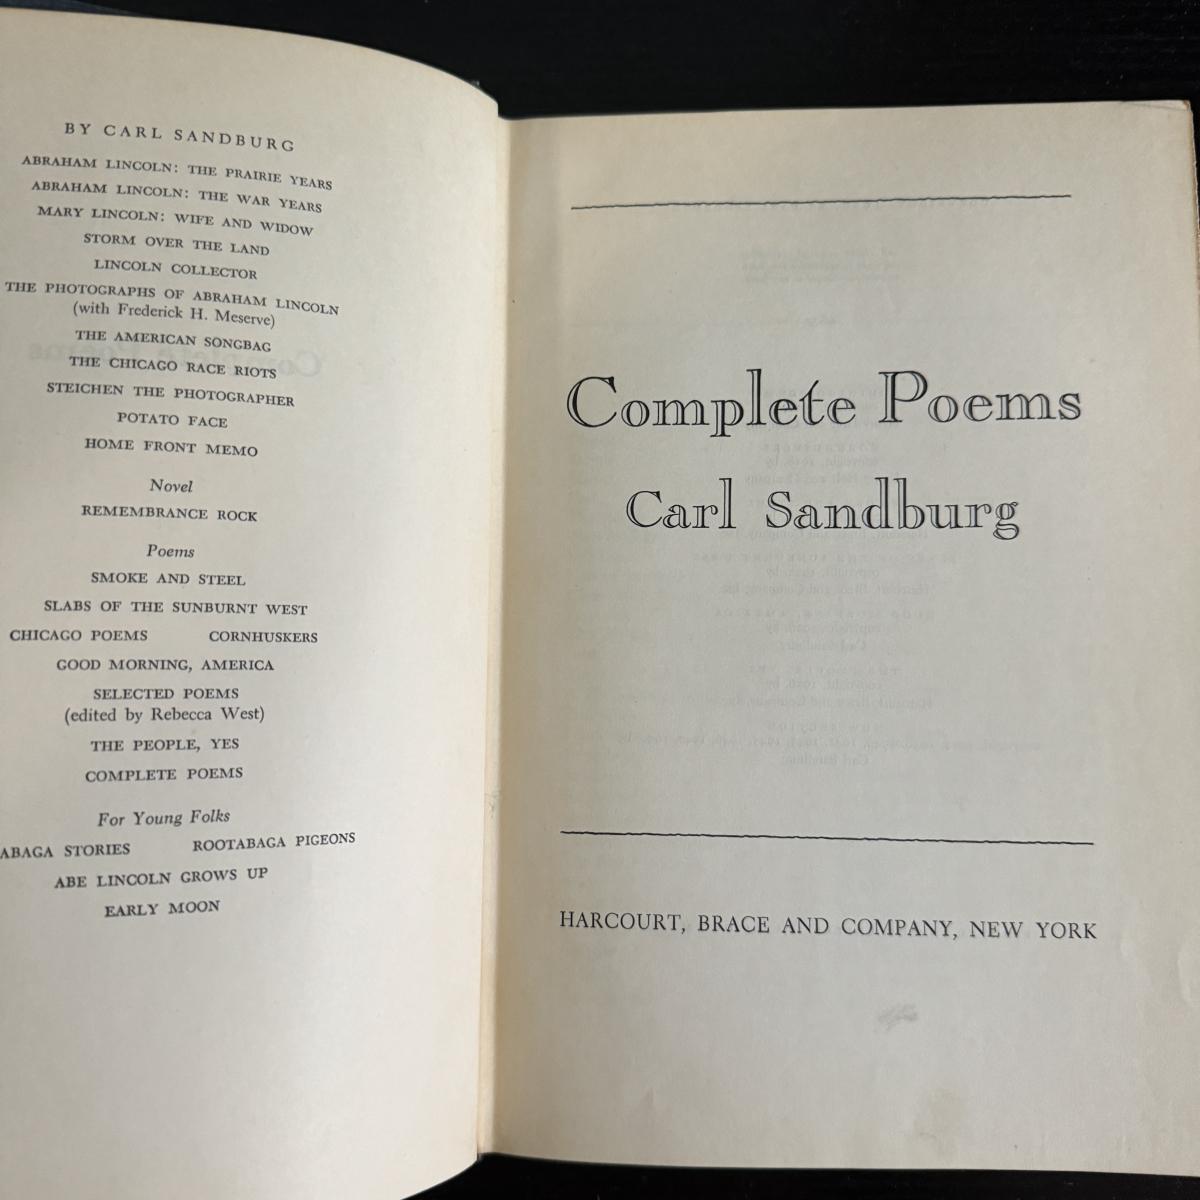 BY CARL SANDBURG
ABRAHAM LINCOLN: THE PRAIRIE YEARS
ABRAHAM LINCOLN: THE WAR YEARS
MARY LINCOLN: WIFE AND WIDOW
STORM OVER THE LAND
LINCOLN COLLECTOR
THE PHOTOGRAPHS OF ABRAHAM LINCOLN
(with Frederick H. Meserve)
THE AMERICAN SONGBAG
THE CHICAGO RACE RIOTS
STEICHEN THE PHOTOGRAPHER
POTATO FACE
HOME FRONT MEMO
Novel
REMEMBRANCE ROCK
Poems
SMOKE AND STEEL
SLABS OF THE SUNBURNT WEST
CHICAGO POEMS CORNHUSKERS
GOOD MORNING, AMERICA
SELECTED POEMS
(edited by Rebecca West)
THE PEOPLE, YES
COMPLETE POEMS
For Young Folks
ABAGA STORIES ROOTABAGA PIGEONS
ABE LINCOLN GROWS UP
EARLY MOON
Complete Poems
Carl Sandburg
HARCOURT, BRACE AND COMPANY, NEW YORK